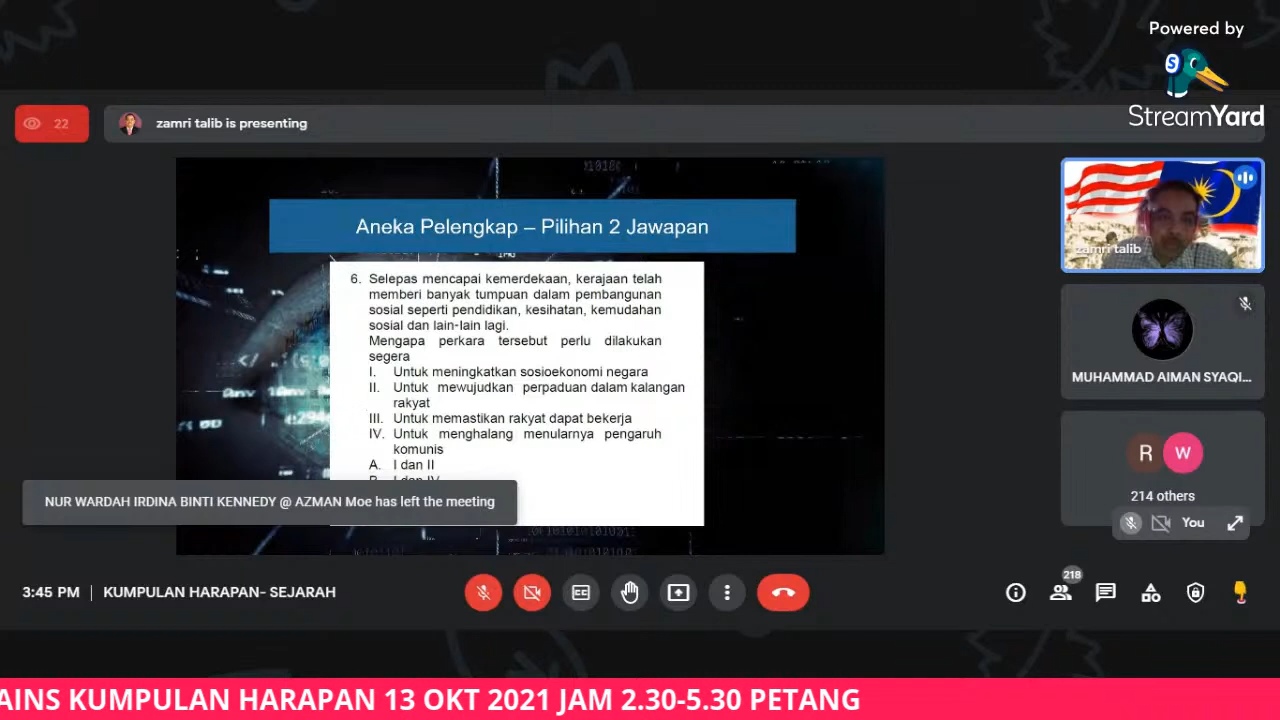 Powered by
StreamYard
22
zamri talib is presenting
Aneka Pelengkap – Pilihan 2 Jawapan
6. Selepas mencapai kemerdekaan, kerajaan telah
memberi banyak tumpuan dalam pembangunan
sosial seperti pendidikan, kesihatan, kemudahan
sosial dan lain-lain lagi.
Mengapa perkara tersebut perlu dilakukan
segera
I. Untuk meningkatkan sosioekonomi negara
II. Untuk mewujudkan perpaduan dalam kalangan
rakyat
III. Untuk memastikan rakyat dapat bekerja
IV. Untuk menghalang menularnya pengaruh
komunis
A. I dan II
B. I dan IV
NUR WARDAH IRDINA BINTI KENNEDY @ AZMAN Moe has left the meeting
zamri talib
MUHAMMAD AIMAN SYAQI...
R W
214 others
You
3:45 PM | KUMPULAN HARAPAN- SEJARAH
218
AINS KUMPULAN HARAPAN 13 OKT 2021 JAM 2.30-5.30 PETANG